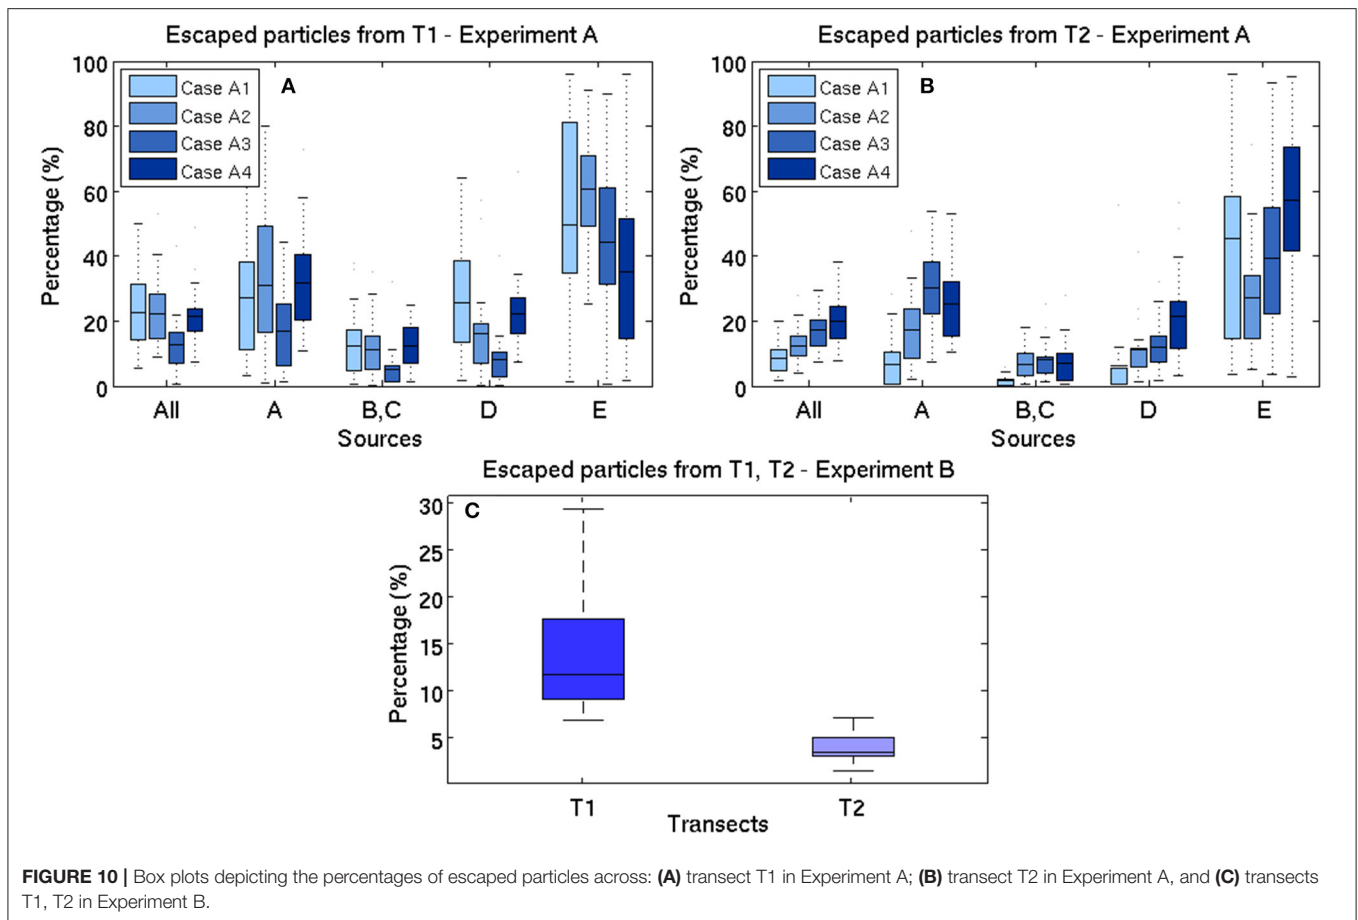 Escaped particles from T1 - Experiment A
A
Case A1
Case A2
Case A3
Case A4
100
80
60
40
20
0
Percentage (%)
All A B,C D E
Sources
Escaped particles from T2 - Experiment A
B
Case A1
Case A2
Case A3
Case A4
100
80
60
40
20
0
Percentage (%)
All A B,C D E
Sources
Escaped particles from T1, T2 - Experiment B
C
30
25
20
15
10
5
Percentage (%)
T1 T2
Transects
FIGURE 10 | Box plots depicting the percentages of escaped particles across: (A) transect T1 in Experiment A; (B) transect T2 in Experiment A, and (C) transects
T1, T2 in Experiment B.